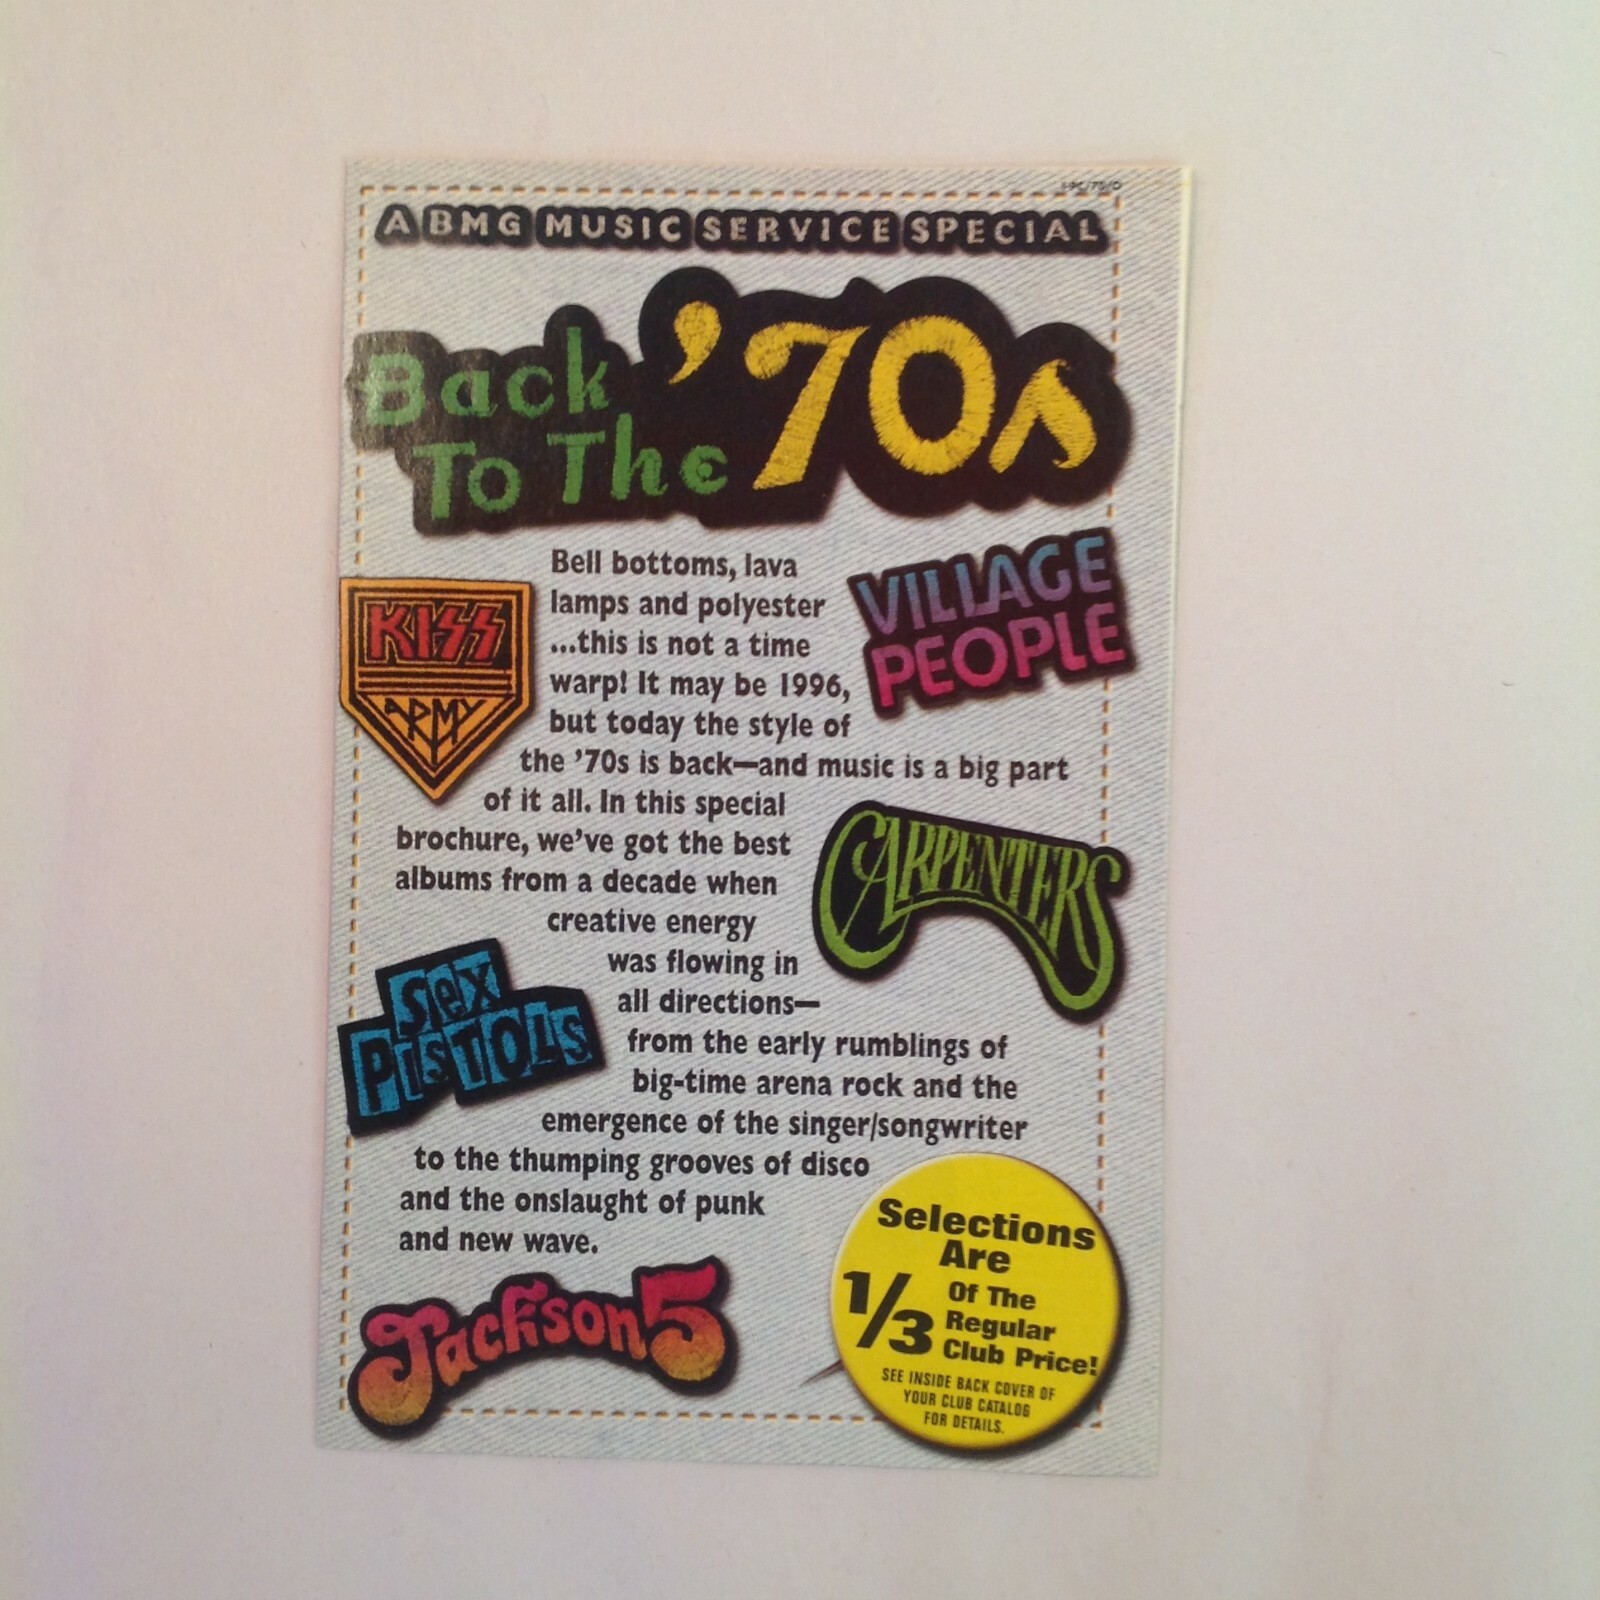 A BMG MUSIC SERVICE SPECIAL
Back
To The '70s
Bell bottoms, lava
lamps and polyester
...this is not a time
warp! It may be 1996,
but today the style of
the '70s is back—and music is a big part
of it all. In this special
brochure, we've got the best
albums from a decade when
creative energy
was flowing in
all directions—
from the early rumblings of
big-time arena rock and the
emergence of the singer/songwriter
to the thumping grooves of disco
and the onslaught of punk
and new wave.
KISS
ARMY
VILLAGE
PEOPLE
CARPENTERS
Sex
PISTOLS
Jackson 5
Selections
Are
1/3
Of The
Regular
Club Price!
SEE INSIDE BACK COVER OF
YOUR CLUB CATALOG
FOR DETAILS.